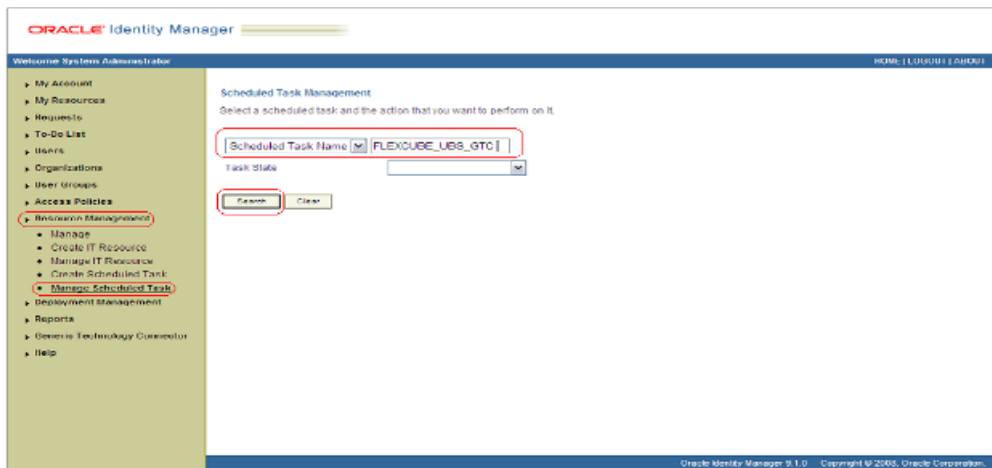 ORACLE Identity Manager
Welcome System Administrator
HOME | LOGOUT | ABOUT
My Account
My Resources
Requests
To-Do List
Users
Organizations
User Groups
Access Policies
Resource Management
Manage
Create IT Resource
Manage IT Resource
Create Scheduled Task
Manage Scheduled Task
Deployment Management
Reports
Generic Technology Connector
Help
Scheduled Task Management
Select a scheduled task and the action that you want to perform on it.
Scheduled Task Name FLEXCUBE_UBS_GTC
Task State
Search Clear
Oracle Identity Manager 9.1.0 Copyright © 2008, Oracle Corporation.